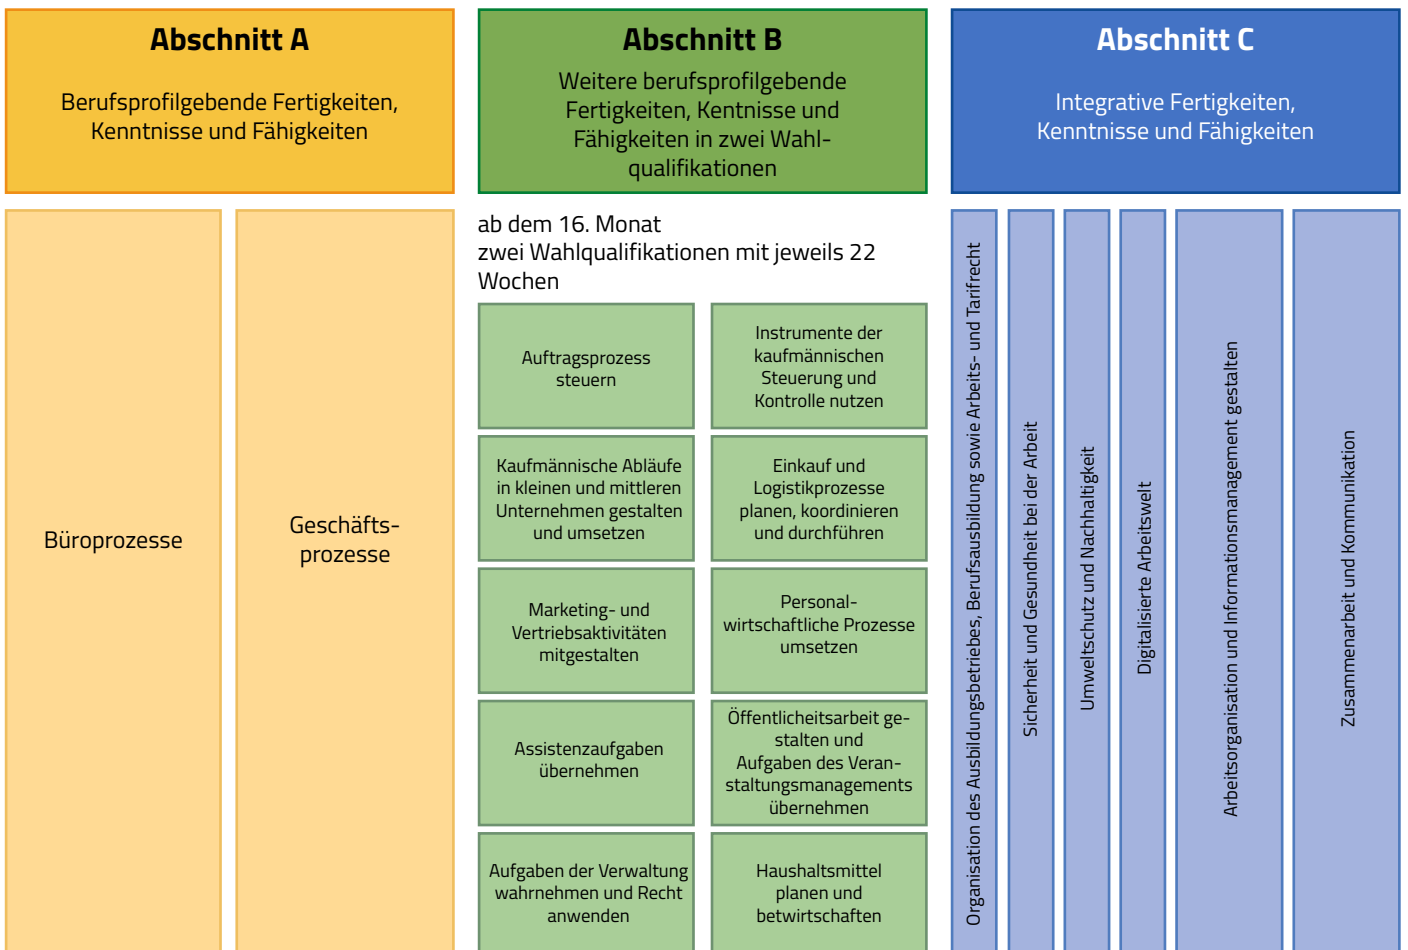 Abschnitt A
Berufsprofilgebende Fertigkeiten,
Kenntnisse und Fähigkeiten
Büroprozesse
Geschäfts-
prozesse
Abschnitt B
Weitere berufsprofilgebende
Fertigkeiten, Kentnisse und
Fähigkeiten in zwei Wahl-
qualifikationen
ab dem 16. Monat
zwei Wahlqualifikationen mit jeweils 22
Wochen
Auftragsprozess
steuern
Instrumente der
kaufmännischen
Steuerung und
Kontrolle nutzen
Kaufmännische Abläufe
in kleinen und mittleren
Unternehmen gestalten
und umsetzen
Einkauf und
Logistikprozesse
planen, koordinieren
und durchführen
Marketing- und
Vertriebsaktivitäten
mitgestalten
Personal-
wirtschaftliche Prozesse
umsetzen
Assistenzaufgaben
übernehmen
Öffentlicheitsarbeit ge-
stalten und
Aufgaben des Veran-
staltungsmanagements
übernehmen
Aufgaben der Verwaltung
wahrnehmen und Recht
anwenden
Haushaltsmittel
planen und
betwirtschaften
Abschnitt C
Integrative Fertigkeiten,
Kenntnisse und Fähigkeiten
Organisation des Ausbildungsbetriebes, Berufsausbildung sowie Arbeits- und Tarifrecht
Sicherheit und Gesundheit bei der Arbeit
Umweltschutz und Nachhaltigkeit
Digitalisierte Arbeitswelt
Arbeitsorganisation und Informationsmanagement gestalten
Zusammenarbeit und Kommunikation